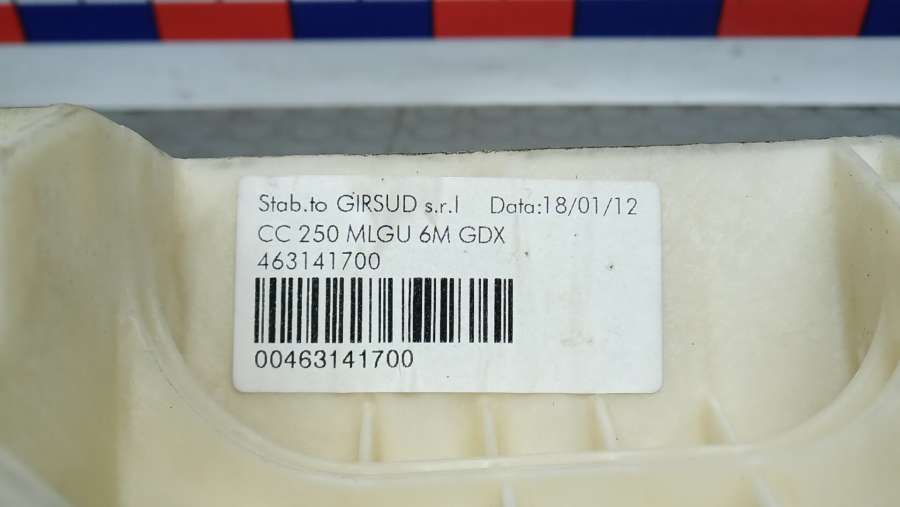 Stab.to GIRSUD s.r.l Data:18/01/12
CC 250 MLGU 6M GDX
463141700
00463141700